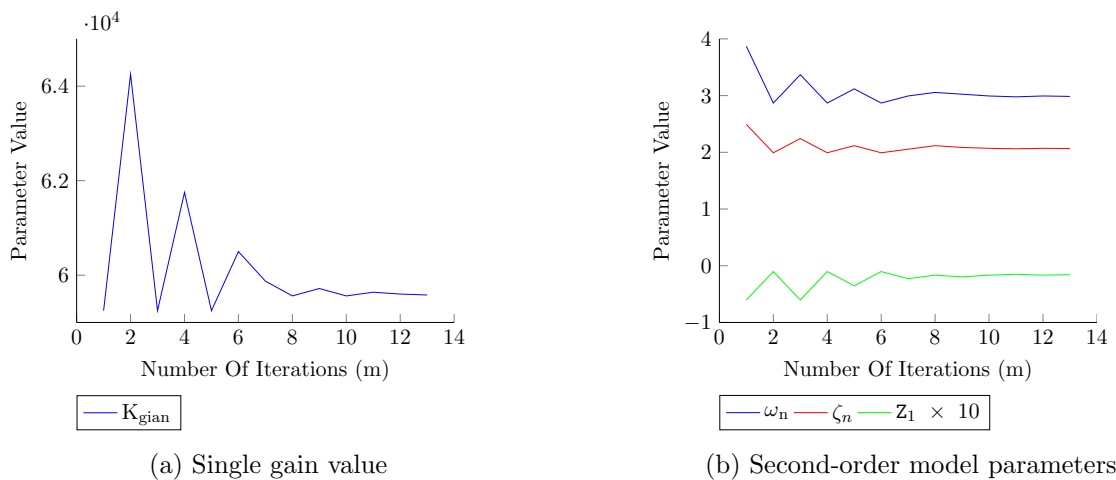 ·10⁴
6.4
6.2
6
Parameter Value
0 2 4 6 8 10 12 14
Number Of Iterations (m)
K_gian
(a) Single gain value
4
3
2
1
0
−1
Parameter Value
0 2 4 6 8 10 12 14
Number Of Iterations (m)
ω_n ζ_n Z_1 × 10
(b) Second-order model parameters